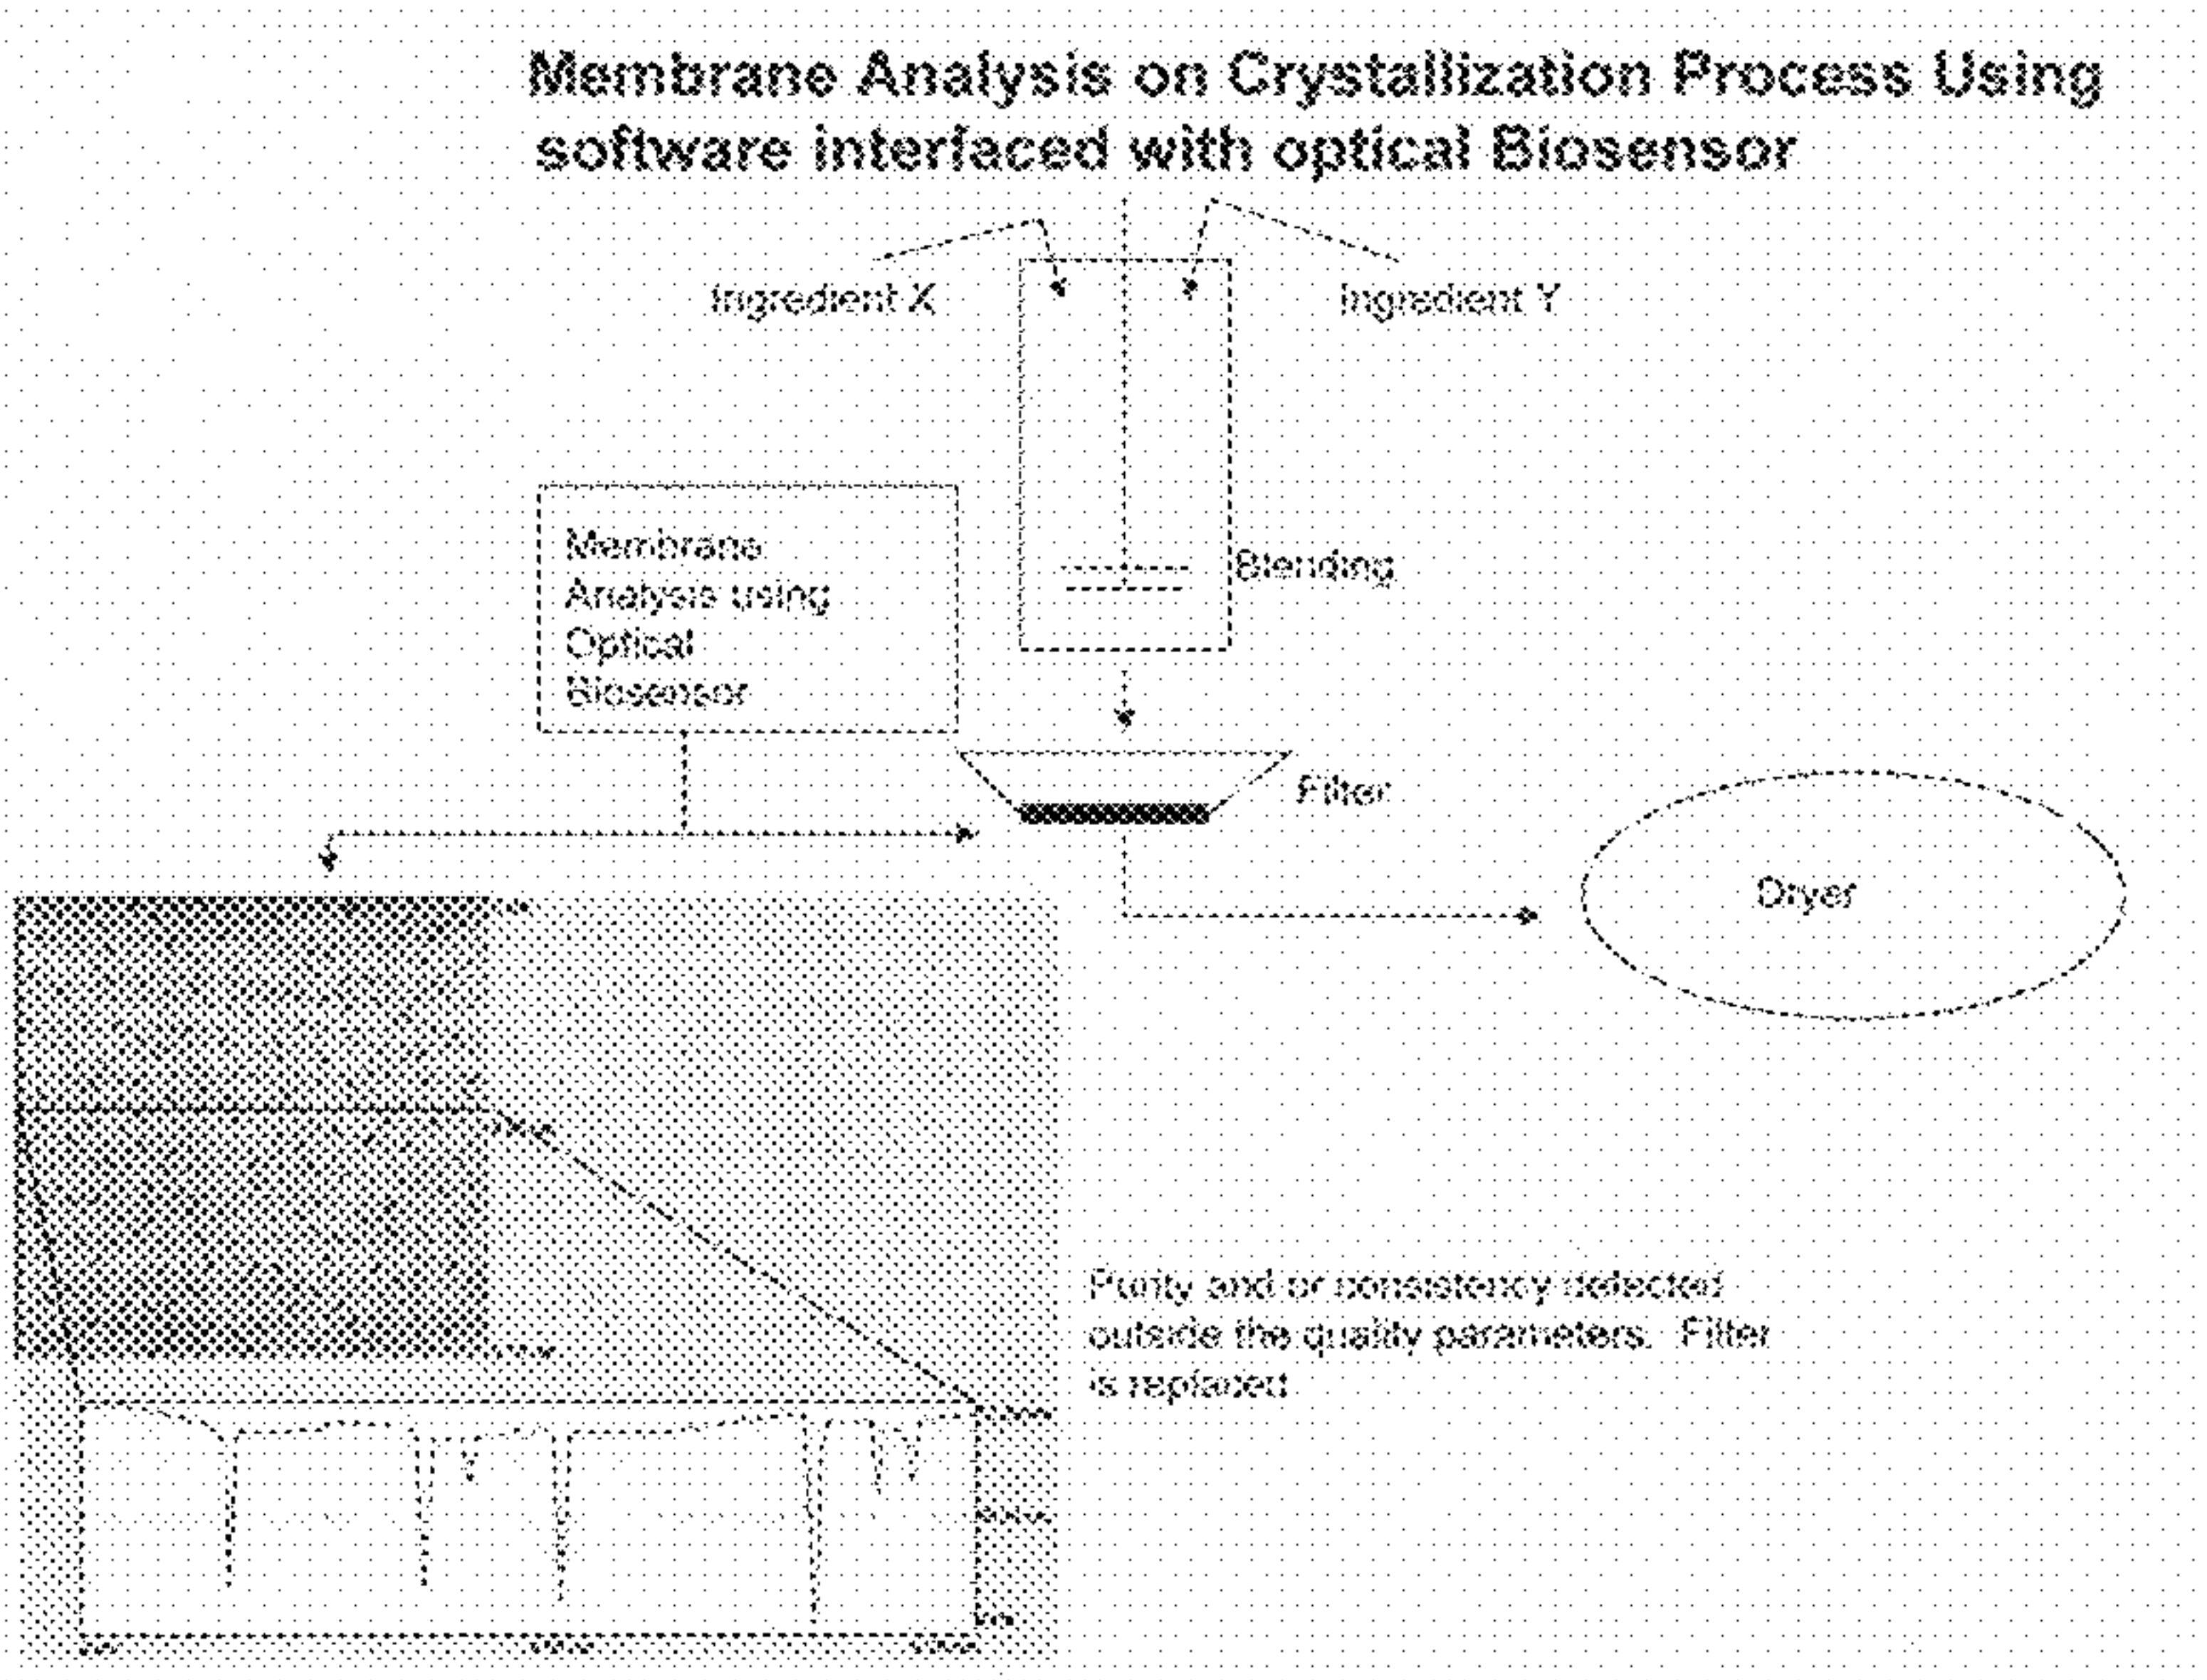 Membrane Analysis on Crystallization Process Using
software interfaced with optical Biosensor
Ingredient X
Ingredient Y
Blending
Membrane
Analysis using
Optical
Biosensor
Filter
Dryer
Purity and or consistency detected
outside the quality parameters. Filter
is replaced